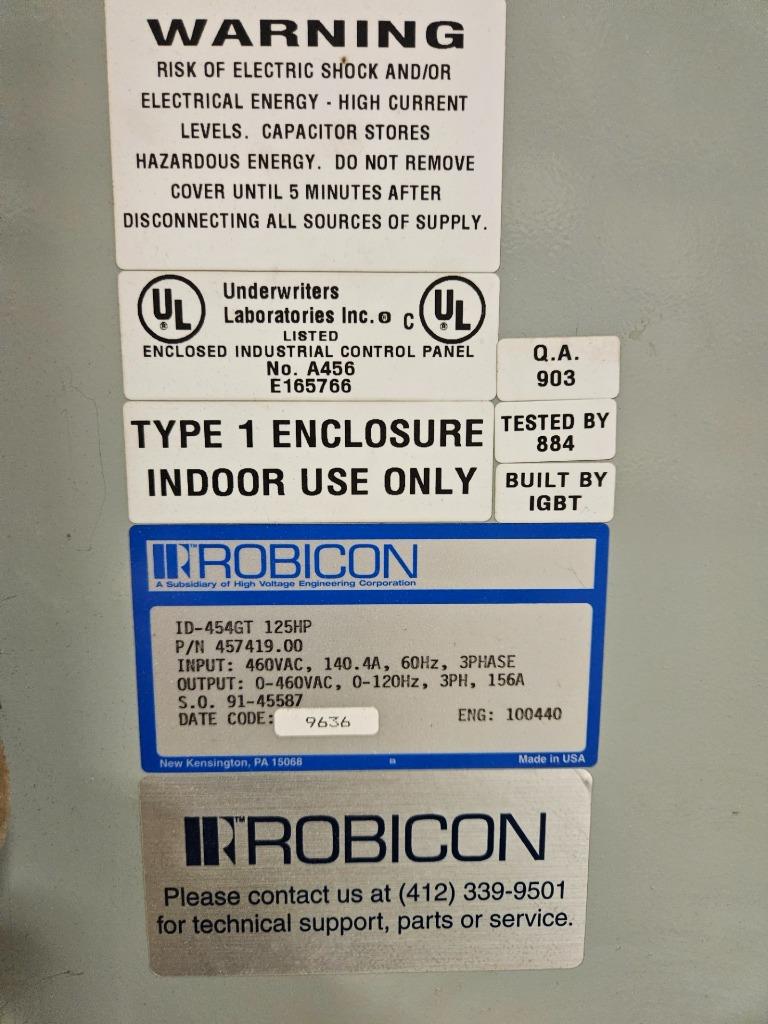 WARNING
RISK OF ELECTRIC SHOCK AND/OR
ELECTRICAL ENERGY - HIGH CURRENT
LEVELS. CAPACITOR STORES
HAZARDOUS ENERGY. DO NOT REMOVE
COVER UNTIL 5 MINUTES AFTER
DISCONNECTING ALL SOURCES OF SUPPLY.
UL ® Underwriters
Laboratories Inc.® C UL ®
LISTED
ENCLOSED INDUSTRIAL CONTROL PANEL
No. A456
E165766
Q.A.
903
TYPE 1 ENCLOSURE
INDOOR USE ONLY
TESTED BY
884
BUILT BY
IGBT
ROBICON
A Subsidiary of High Voltage Engineering Corporation
ID-454GT 125HP
P/N 457419.00
INPUT: 460VAC, 140.4A, 60Hz, 3PHASE
OUTPUT: 0-460VAC, 0-120Hz, 3PH, 156A
S.O. 91-45587
DATE CODE: 9636 ENG: 100440
New Kensington, PA 15068 Made in USA
™ROBICON
Please contact us at (412) 339-9501
for technical support, parts or service.